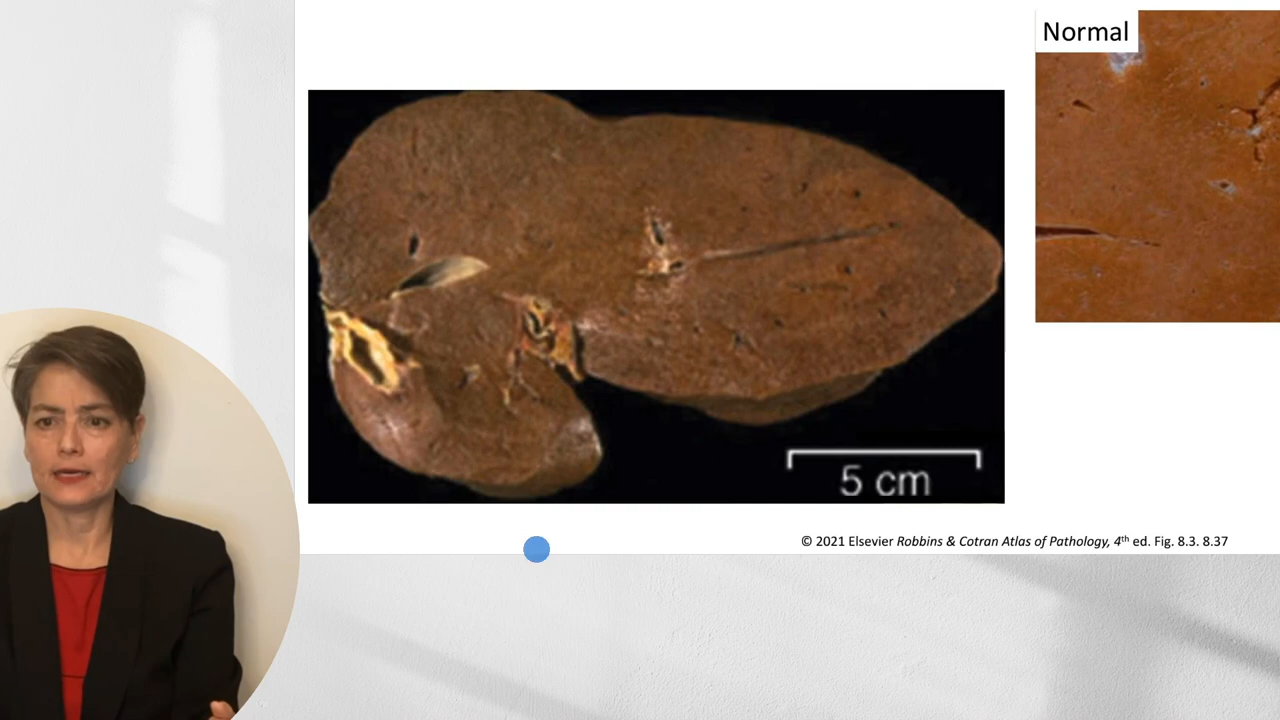 Normal
5 cm
© 2021 Elsevier Robbins & Cotran Atlas of Pathology, 4th ed. Fig. 8.3. 8.37